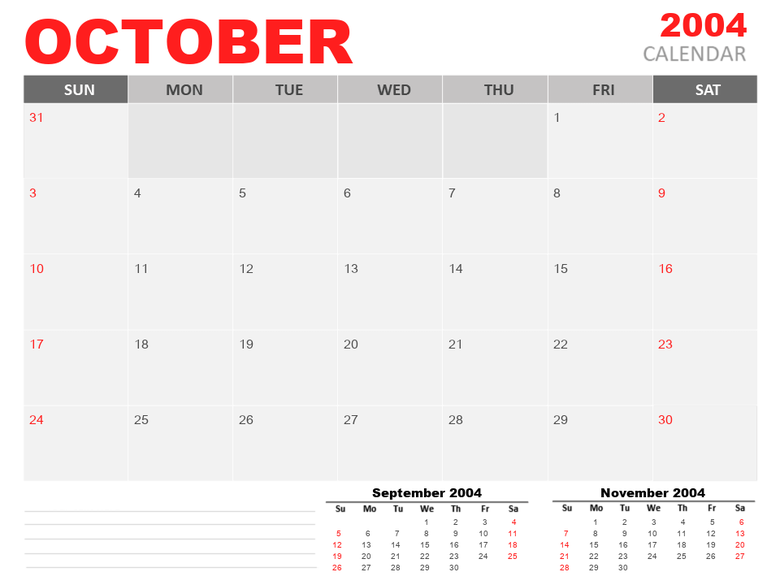 OCTOBER
2004
CALENDAR
SUN MON TUE WED THU FRI SAT
31 1 2
3 4 5 6 7 8 9
10 11 12 13 14 15 16
17 18 19 20 21 22 23
24 25 26 27 28 29 30
September 2004
Su Mo Tu We Th Fr Sa
1 2 3 4
5 6 7 8 9 10 11
12 13 14 15 16 17 18
19 20 21 22 23 24 25
26 27 28 29 30
November 2004
Su Mo Tu We Th Fr Sa
1 2 3 4 5 6
7 8 9 10 11 12 13
14 15 16 17 18 19 20
21 22 23 24 25 26 27
28 29 30